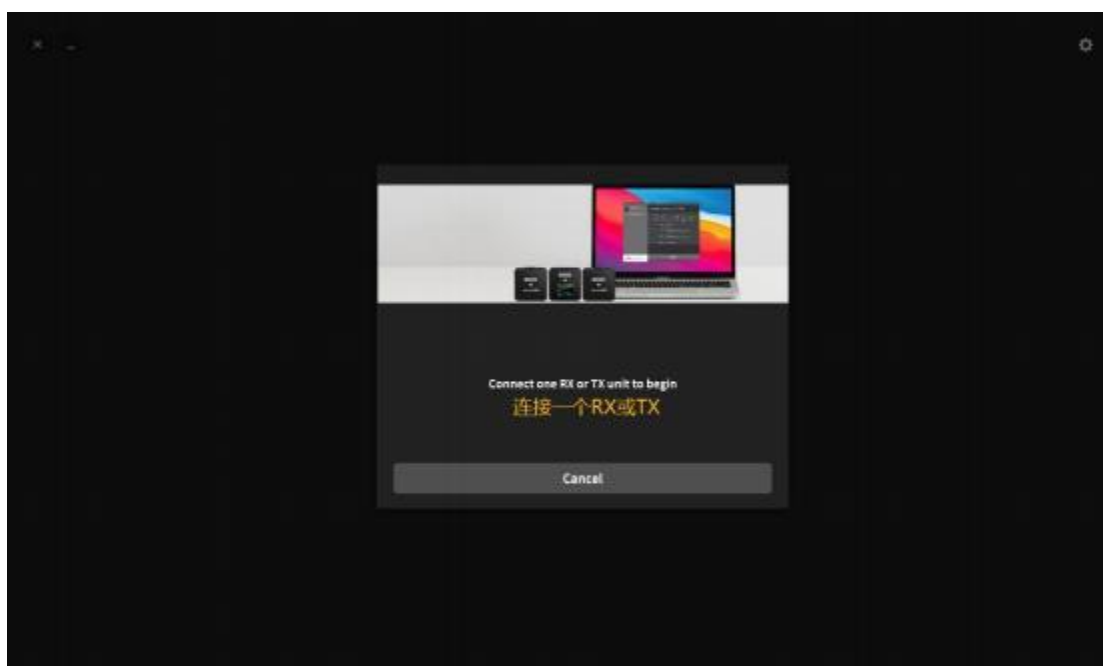 Connect one RX or TX unit to begin
连接一个RX或TX
Cancel